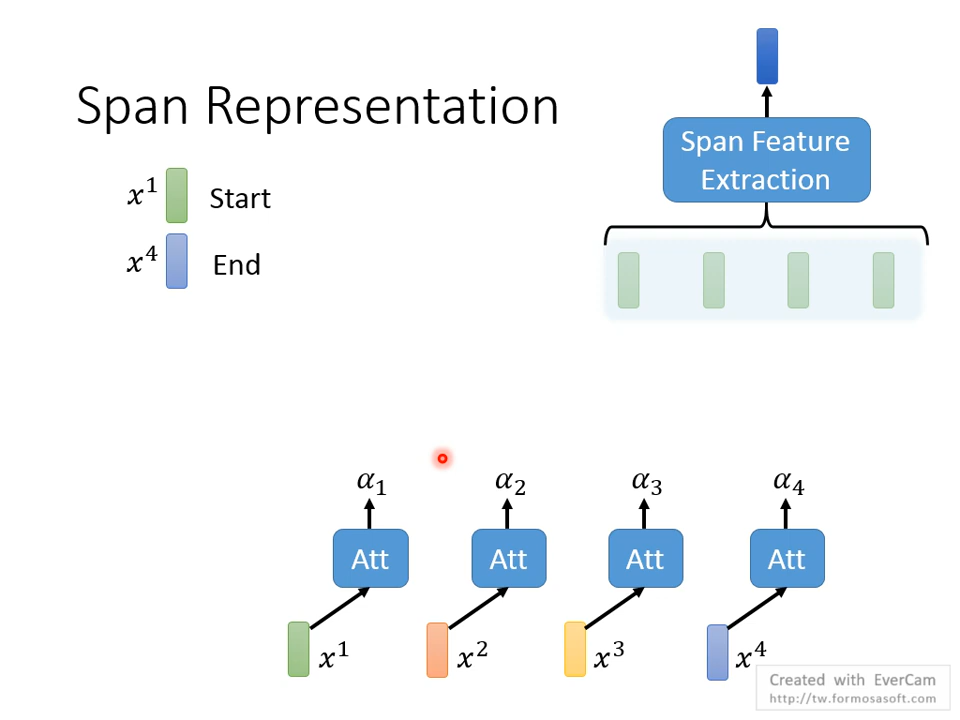 Span Representation
Span Feature
Extraction
x¹ Start
x⁴ End
α₁ α₂ α₃ α₄
Att Att Att Att
x¹ x² x³ x⁴
Created with EverCam
http://tw.formosasoft.com